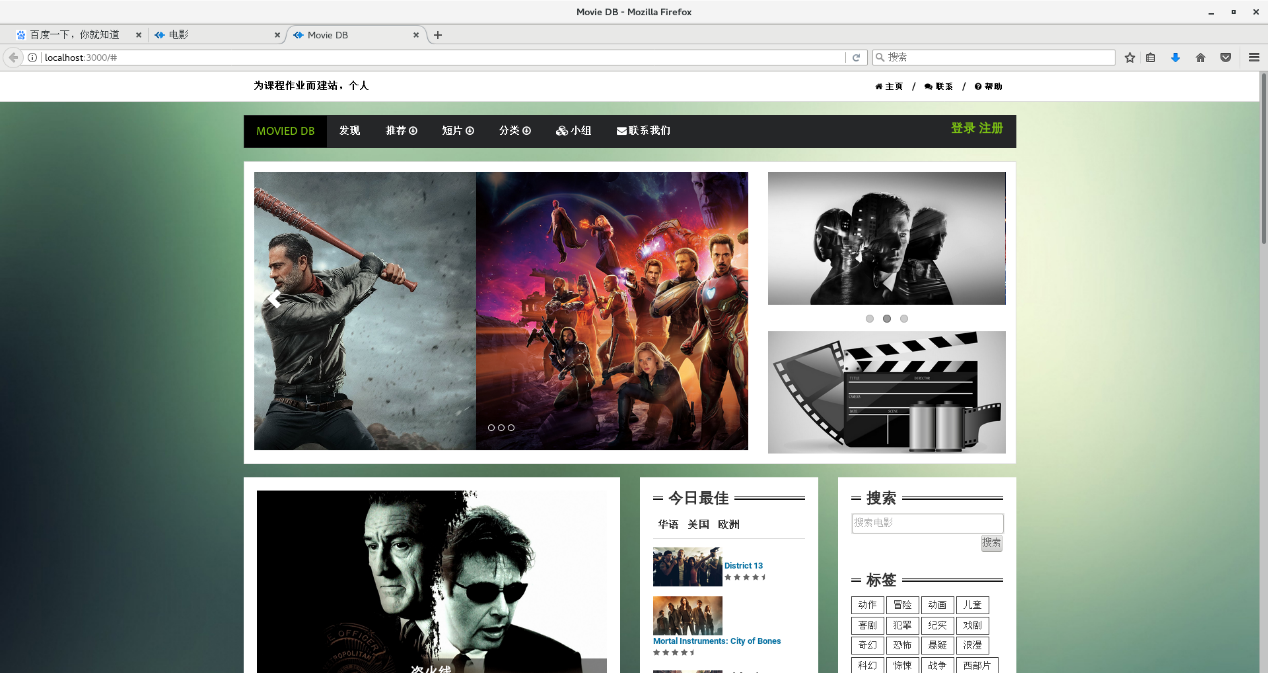 Movie DB - Mozilla Firefox
百度一下，你就知道 电影 Movie DB
localhost:3000/# 搜索
为课程作业而建站，个人 主页 / 联系 / 帮助
MOVIED DB 发现 推荐 短片 分类 小组 联系我们 登录 注册
盗火线
今日最佳
华语 美国 欧洲
District 13
Mortal Instruments: City of Bones
搜索
搜索电影
搜索
标签
动作 冒险 动画 儿童
喜剧 犯罪 纪实 戏剧
奇幻 恐怖 悬疑 浪漫
科幻 惊悚 战争 西部片